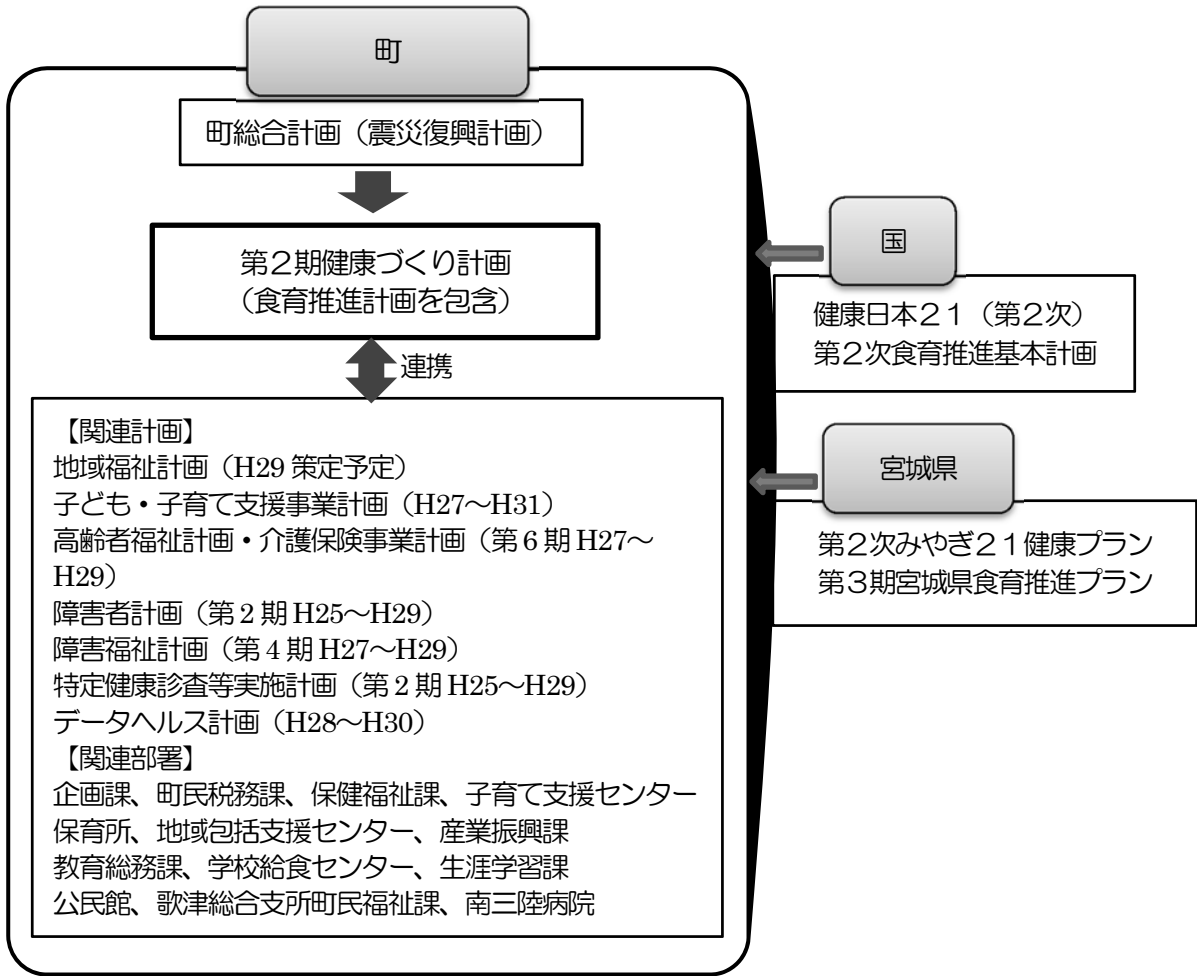 町
町総合計画（震災復興計画）
第２期健康づくり計画
（食育推進計画を包含）
連携
【関連計画】
地域福祉計画（H29 策定予定）
子ども・子育て支援事業計画（H27～H31）
高齢者福祉計画・介護保険事業計画（第６期 H27～
H29）
障害者計画（第２期 H25～H29）
障害福祉計画（第４期 H27～H29）
特定健康診査等実施計画（第２期 H25～H29）
データヘルス計画（H28～H30）
【関連部署】
企画課、町民税務課、保健福祉課、子育て支援センター
保育所、地域包括支援センター、産業振興課
教育総務課、学校給食センター、生涯学習課
公民館、歌津総合支所町民福祉課、南三陸病院
国
健康日本２１（第２次）
第２次食育推進基本計画
宮城県
第２次みやぎ２１健康プラン
第３期宮城県食育推進プラン